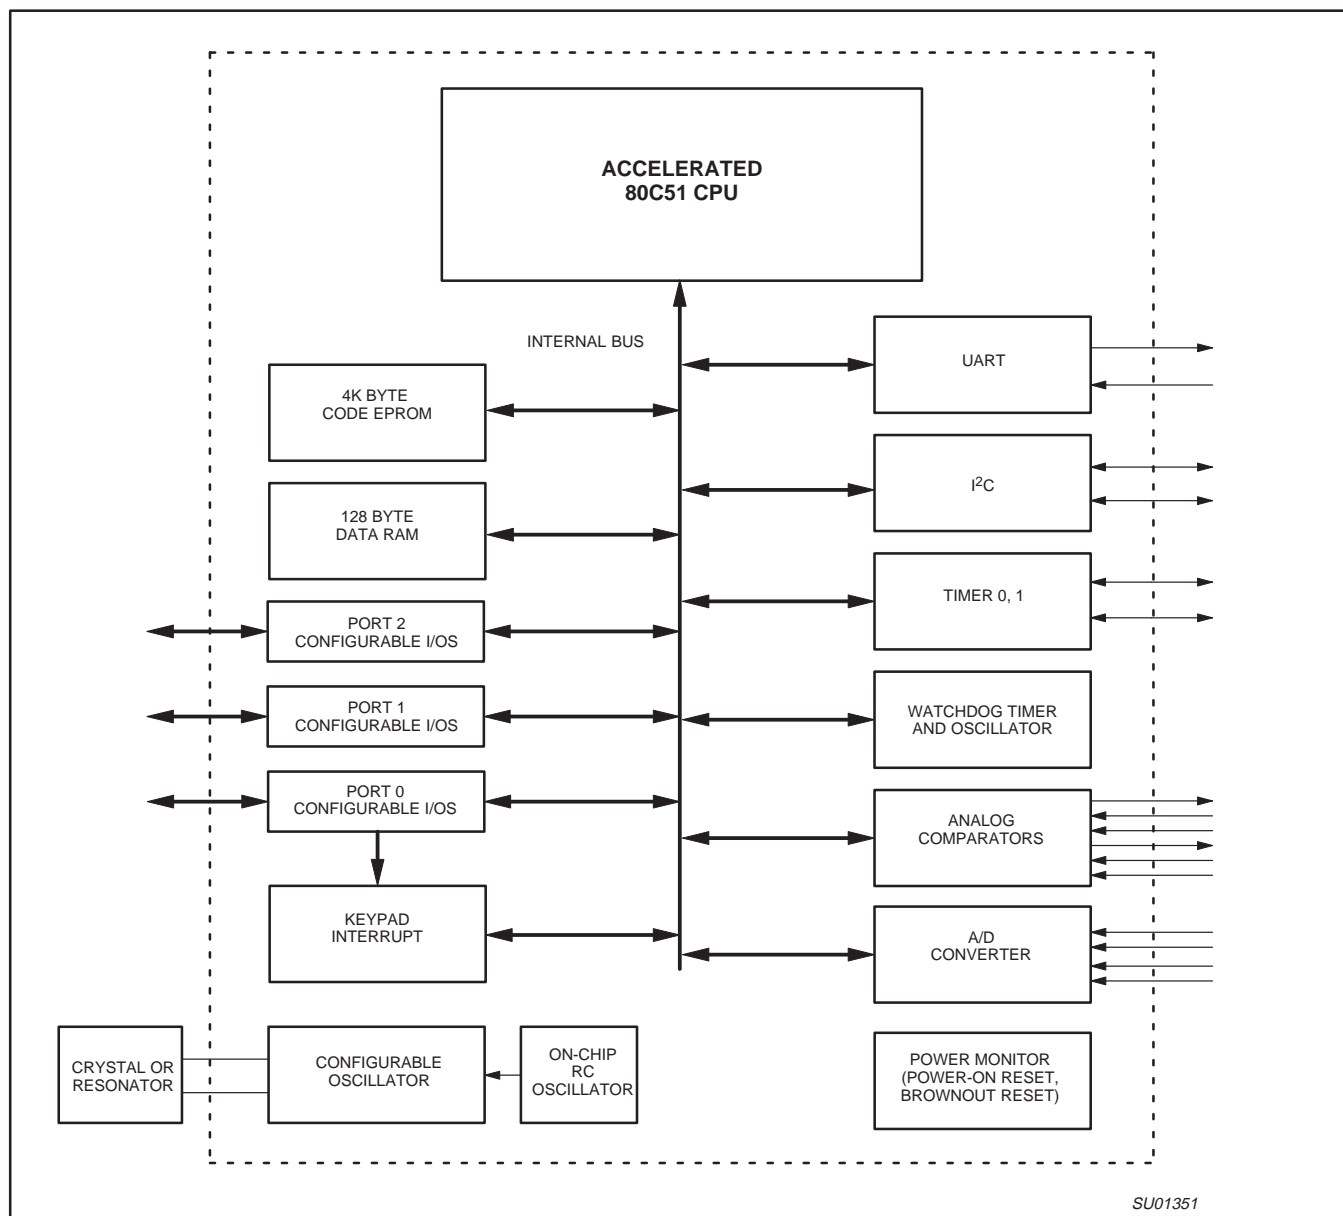 ACCELERATED
80C51 CPU
INTERNAL BUS
4K BYTE
CODE EPROM
128 BYTE
DATA RAM
PORT 2
CONFIGURABLE I/OS
PORT 1
CONFIGURABLE I/OS
PORT 0
CONFIGURABLE I/OS
KEYPAD
INTERRUPT
CRYSTAL OR
RESONATOR
CONFIGURABLE
OSCILLATOR
ON-CHIP
RC
OSCILLATOR
UART
I²C
TIMER 0, 1
WATCHDOG TIMER
AND OSCILLATOR
ANALOG
COMPARATORS
A/D
CONVERTER
POWER MONITOR
(POWER-ON RESET,
BROWNOUT RESET)
SU01351